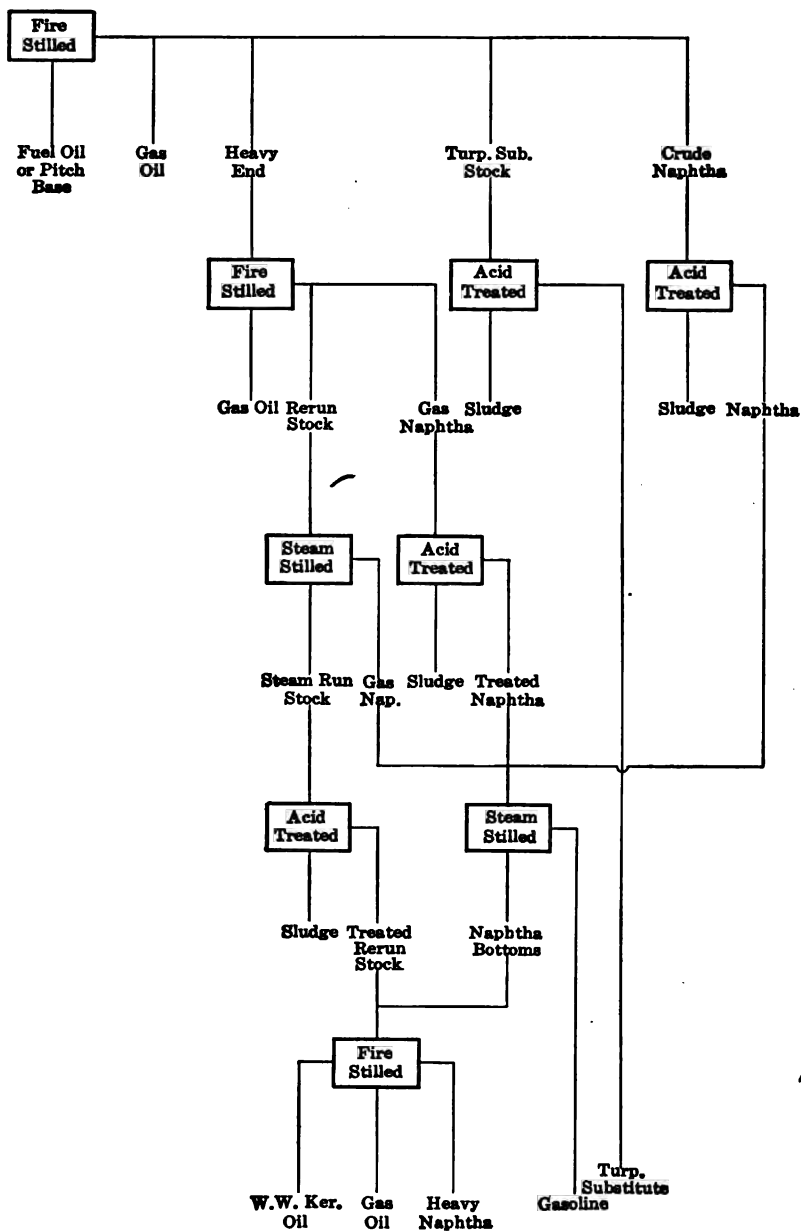 Fire
Stilled
Fuel Oil
or Pitch
Base
Gas
Oil
Heavy
End
Turp. Sub.
Stock
Crude
Naphtha
Fire
Stilled
Acid
Treated
Acid
Treated
Gas Oil
Rerun
Stock
Gas
Naphtha
Sludge
Sludge
Naphtha
Steam
Stilled
Acid
Treated
Steam Run
Stock
Gas
Nap.
Sludge
Treated
Naphtha
Acid
Treated
Steam
Stilled
Sludge
Treated
Rerun
Stock
Naphtha
Bottoms
Fire
Stilled
W.W. Ker.
Oil
Gas
Oil
Heavy
Naphtha
Gasoline
Turp.
Substitute